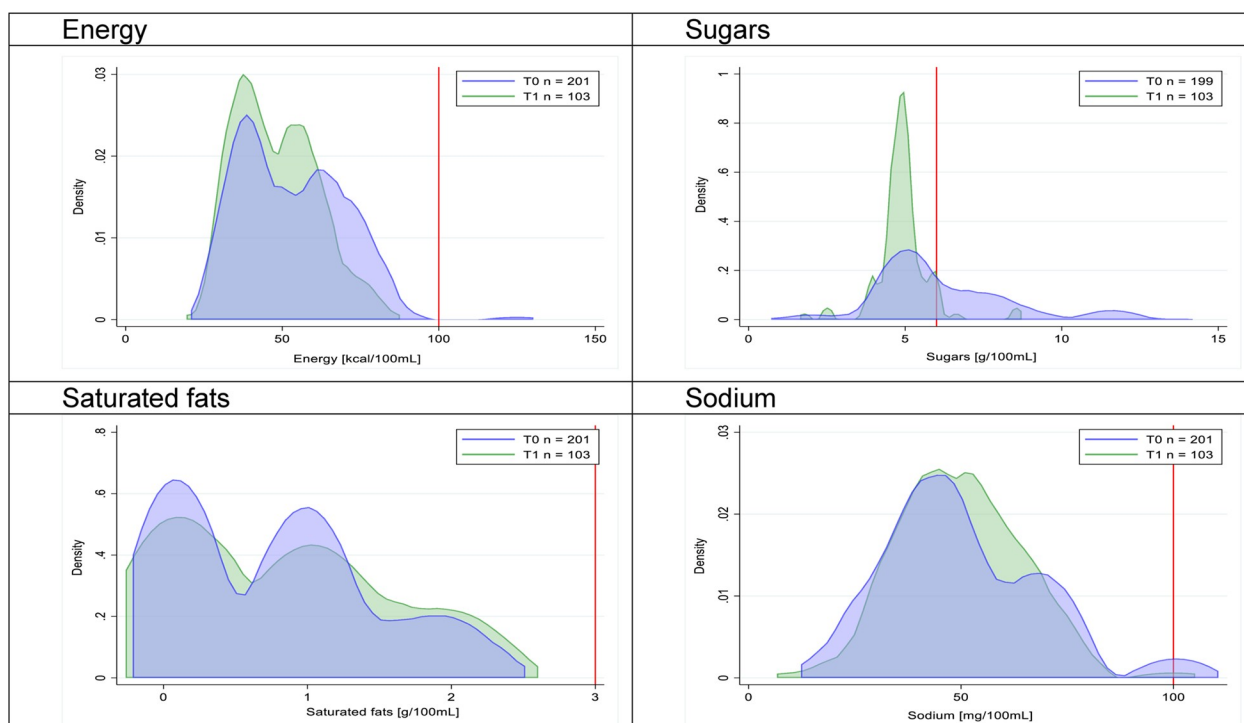 Energy
T0 n = 201
T1 n = 103
.03
.02
.01
0
Density
0 50 100 150
Energy [kcal/100mL]
Sugars
T0 n = 199
T1 n = 103
1
.8
.6
.4
.2
0
Density
0 5 10 15
Sugars [g/100mL]
Saturated fats
T0 n = 201
T1 n = 103
.8
.6
.4
.2
0
Density
0 1 2 3
Saturated fats [g/100mL]
Sodium
T0 n = 201
T1 n = 103
.03
.02
.01
0
Density
0 50 100
Sodium [mg/100mL]